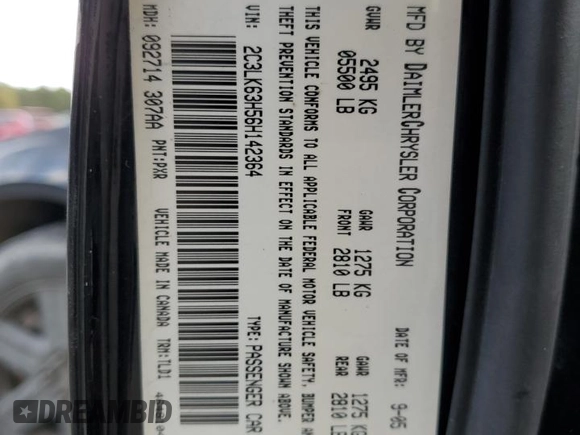 MFD BY DAIMLERCHRYSLER CORPORATION DATE OF MFR: 9-05
GVWR 2495 KG GAWR 1275 KG GAWR 1275 KG
05500 LB FRONT 2810 LB REAR 2810 LB
THIS VEHICLE CONFORMS TO ALL APPLICABLE FEDERAL MOTOR VEHICLE SAFETY, BUMPER
THEFT PREVENTION STANDARDS IN EFFECT ON THE DATE OF MANUFACTURE SHOWN ABOVE.
VIN: 2C3LK63H56H142364 TYPE: PASSENGER CAR
MDH: 092714 307AA PNT: PXR VEHICLE MADE IN CANADA TRM: TLD1
DREAMBID